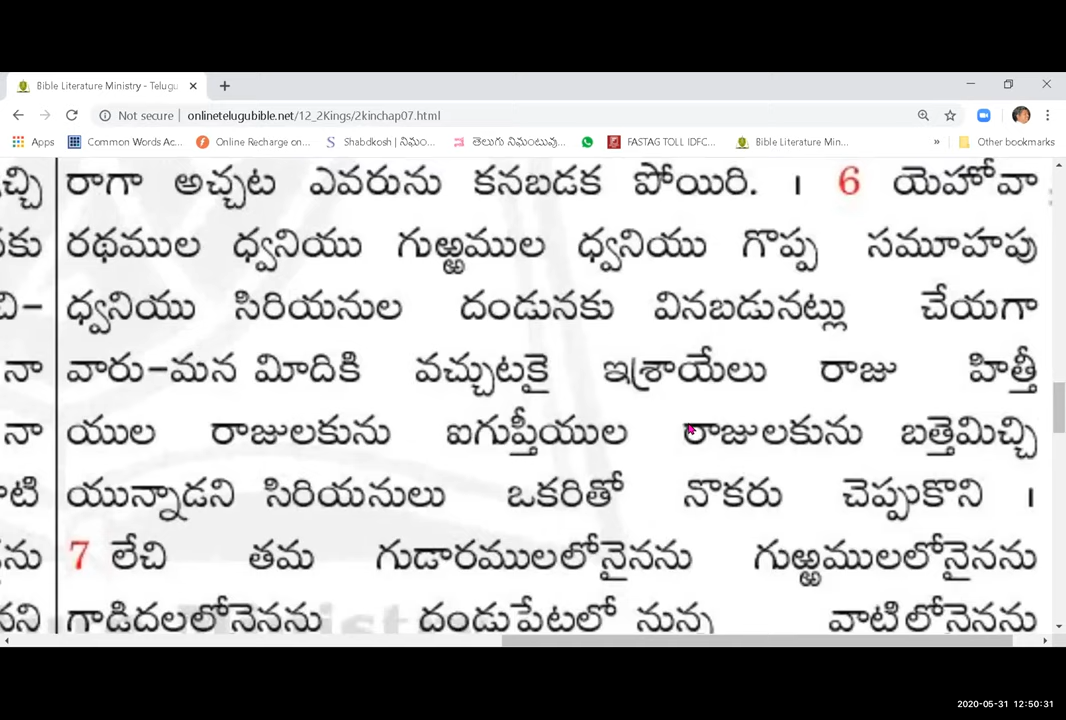 Bible Literature Ministry - Telugu
Not secure | onlinetelugubible.net/12_2Kings/2kinchap07.html
Apps Common Words Ac... Online Recharge on... Shabdkosh | నిఘం... తెలుగు నిఘంటువు... FASTAG TOLL IDFC... Bible Literature Min... » Other bookmarks
చ్చి రాగా అచ్చట ఎవరును కనబడక పోయిరి. । 6 యెహోవా
కు రథముల ధ్వనియు గుఱ్ఱముల ధ్వనియు గొప్ప సమూహపు
చి- ధ్వనియు సిరియనుల దండునకు వినబడునట్లు చేయగా
నా వారు-మన మీదికి వచ్చుటకై ఇశ్రాయేలు రాజు హిత్తీ
నా యుల రాజులకును ఐగుప్తీయుల రాజులకును బత్తెమిచ్చి
టి యున్నాడని సిరియనులు ఒకరితో నొకరు చెప్పుకొని ।
ను 7 లేచి తమ గుడారములలోనైనను గుఱ్ఱములలోనైనను
నని గాడిదలలోనైనను దండుపేటలో నున్న వాటిలోనైనను
2020-05-31 12:50:31